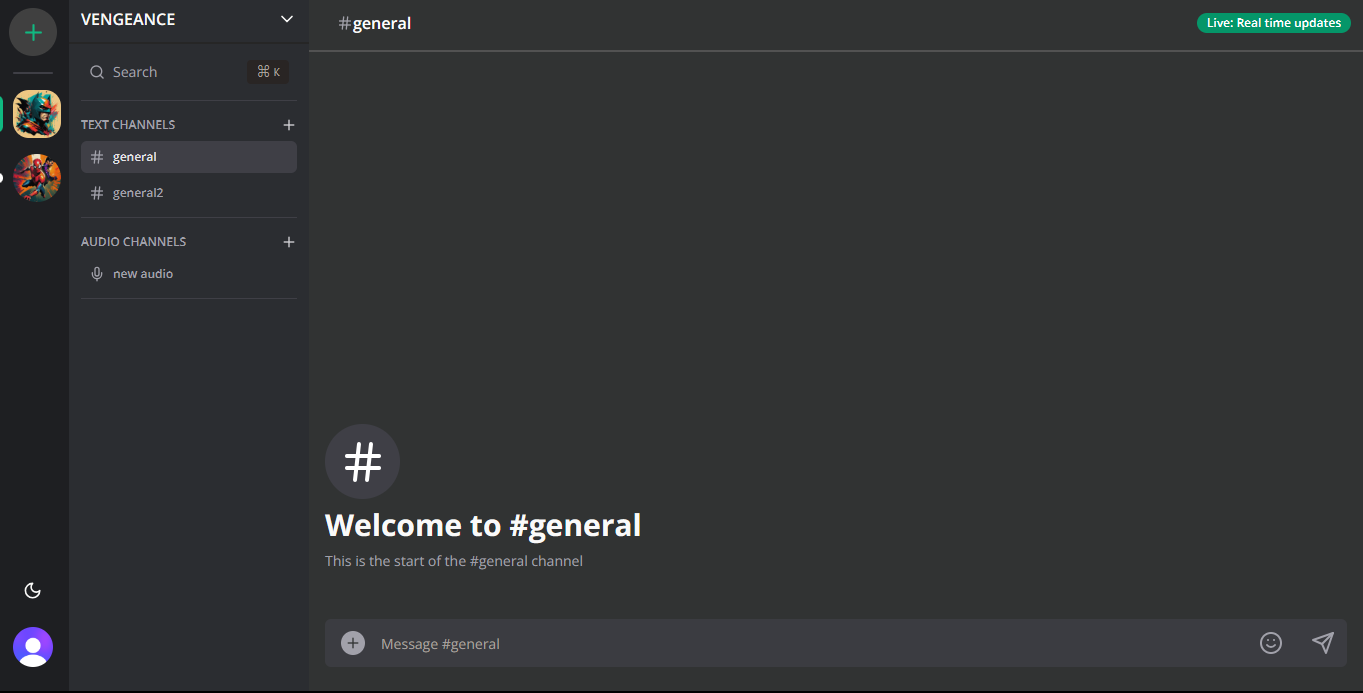 VENGEANCE
Search
⌘ K
TEXT CHANNELS
# general
# general2
AUDIO CHANNELS
new audio
#general
Live: Real time updates
#
Welcome to #general
This is the start of the #general channel
Message #general